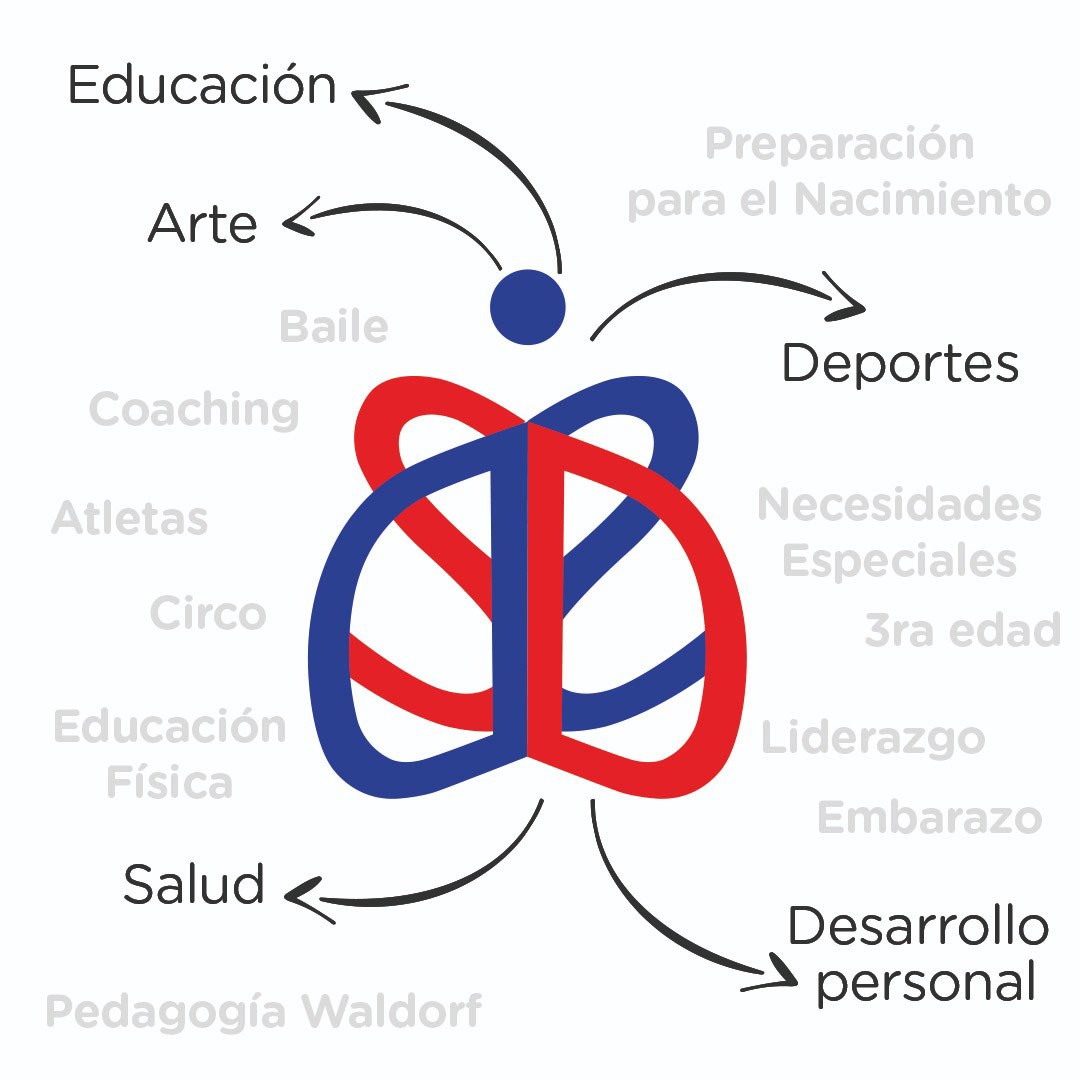 Educación
Preparación
para el Nacimiento
Arte
Baile
Deportes
Coaching
Atletas
Necesidades
Especiales
Circo
3ra edad
Educación
Física
Liderazgo
Embarazo
Salud
Desarrollo
personal
Pedagogía Waldorf